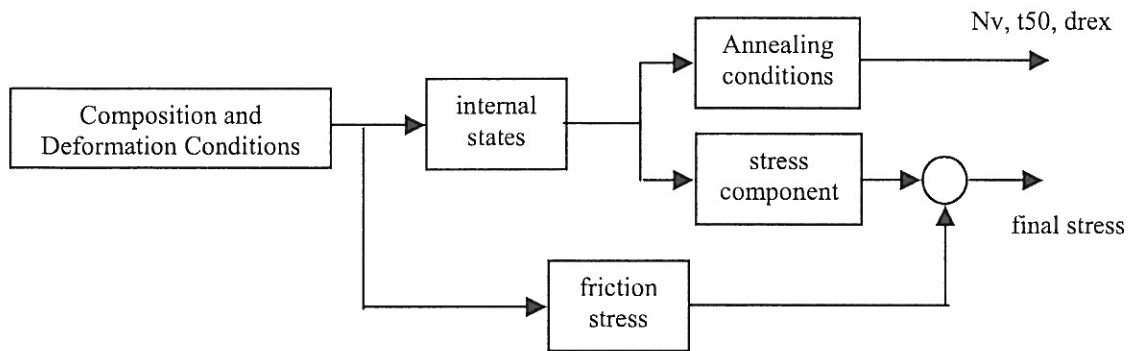 Nv, t50, drex
Annealing
conditions
Composition and
Deformation Conditions
internal
states
stress
component
final stress
friction
stress